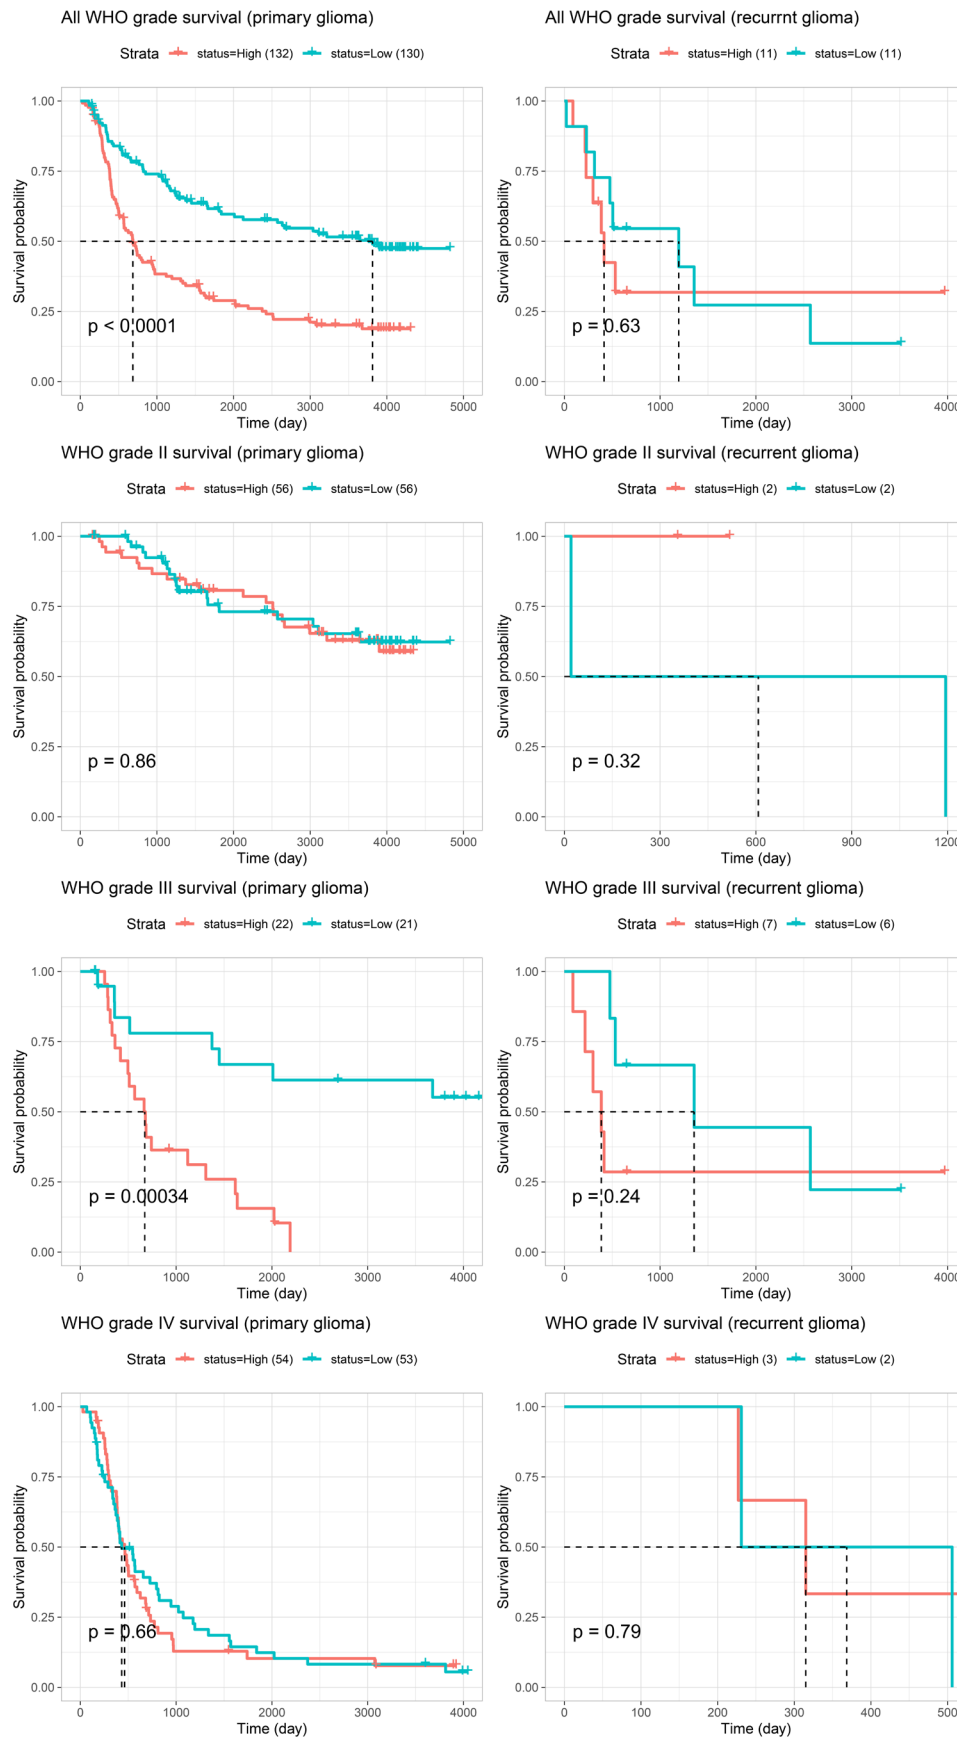 All WHO grade survival (primary glioma)
Strata status=High (132) status=Low (130)
Survival probability
1.00
0.75
0.50
0.25
0.00
p < 0.0001
0 1000 2000 3000 4000 5000
Time (day)
All WHO grade survival (recurrnt glioma)
Strata status=High (11) status=Low (11)
Survival probability
1.00
0.75
0.50
0.25
0.00
p = 0.63
0 1000 2000 3000 4000
Time (day)
WHO grade II survival (primary glioma)
Strata status=High (56) status=Low (56)
Survival probability
1.00
0.75
0.50
0.25
0.00
p = 0.86
0 1000 2000 3000 4000 5000
Time (day)
WHO grade II survival (recurrent glioma)
Strata status=High (2) status=Low (2)
Survival probability
1.00
0.75
0.50
0.25
0.00
p = 0.32
0 300 600 900 1200
Time (day)
WHO grade III survival (primary glioma)
Strata status=High (22) status=Low (21)
Survival probability
1.00
0.75
0.50
0.25
0.00
p = 0.00034
0 1000 2000 3000 4000
Time (day)
WHO grade III survival (recurrent glioma)
Strata status=High (7) status=Low (6)
Survival probability
1.00
0.75
0.50
0.25
0.00
p = 0.24
0 1000 2000 3000 4000
Time (day)
WHO grade IV survival (primary glioma)
Strata status=High (54) status=Low (53)
Survival probability
1.00
0.75
0.50
0.25
0.00
p = 0.66
0 1000 2000 3000 4000
Time (day)
WHO grade IV survival (recurrent glioma)
Strata status=High (3) status=Low (2)
Survival probability
1.00
0.75
0.50
0.25
0.00
p = 0.79
0 100 200 300 400 500
Time (day)